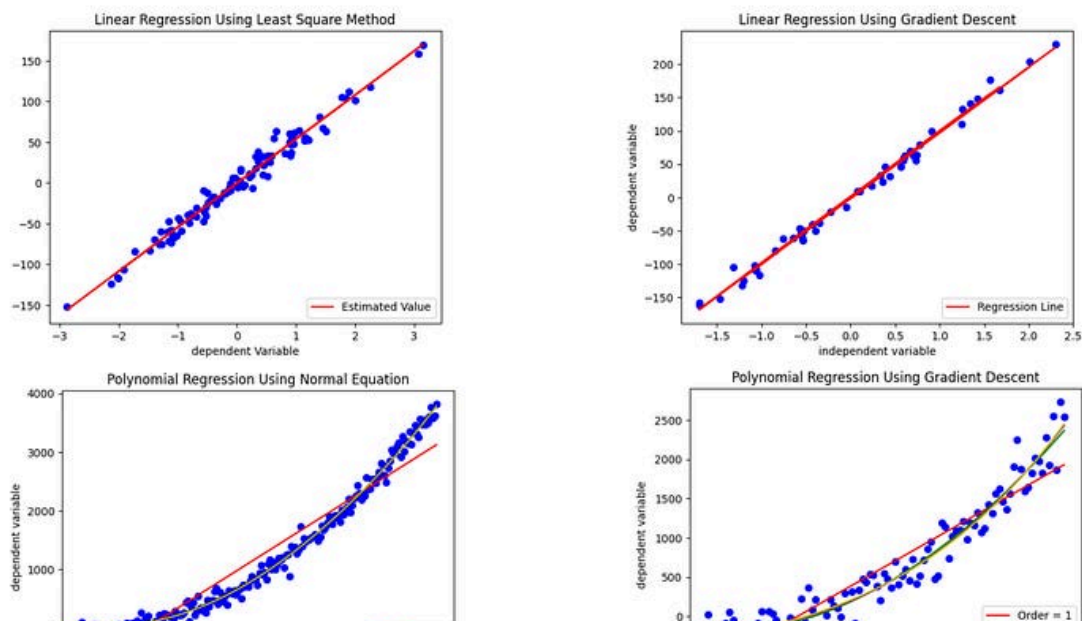 Linear Regression Using Least Square Method
150
100
50
0
−50
−100
−150
Estimated Value
−3 −2 −1 0 1 2 3
dependent Variable
Linear Regression Using Gradient Descent
dependent variable
200
150
100
50
0
−50
−100
−150
Regression Line
−1.5 −1.0 −0.5 0.0 0.5 1.0 1.5 2.0 2.5
independent variable
Polynomial Regression Using Normal Equation
dependent variable
4000
3000
2000
1000
Polynomial Regression Using Gradient Descent
dependent variable
2500
2000
1500
1000
500
0
Order = 1